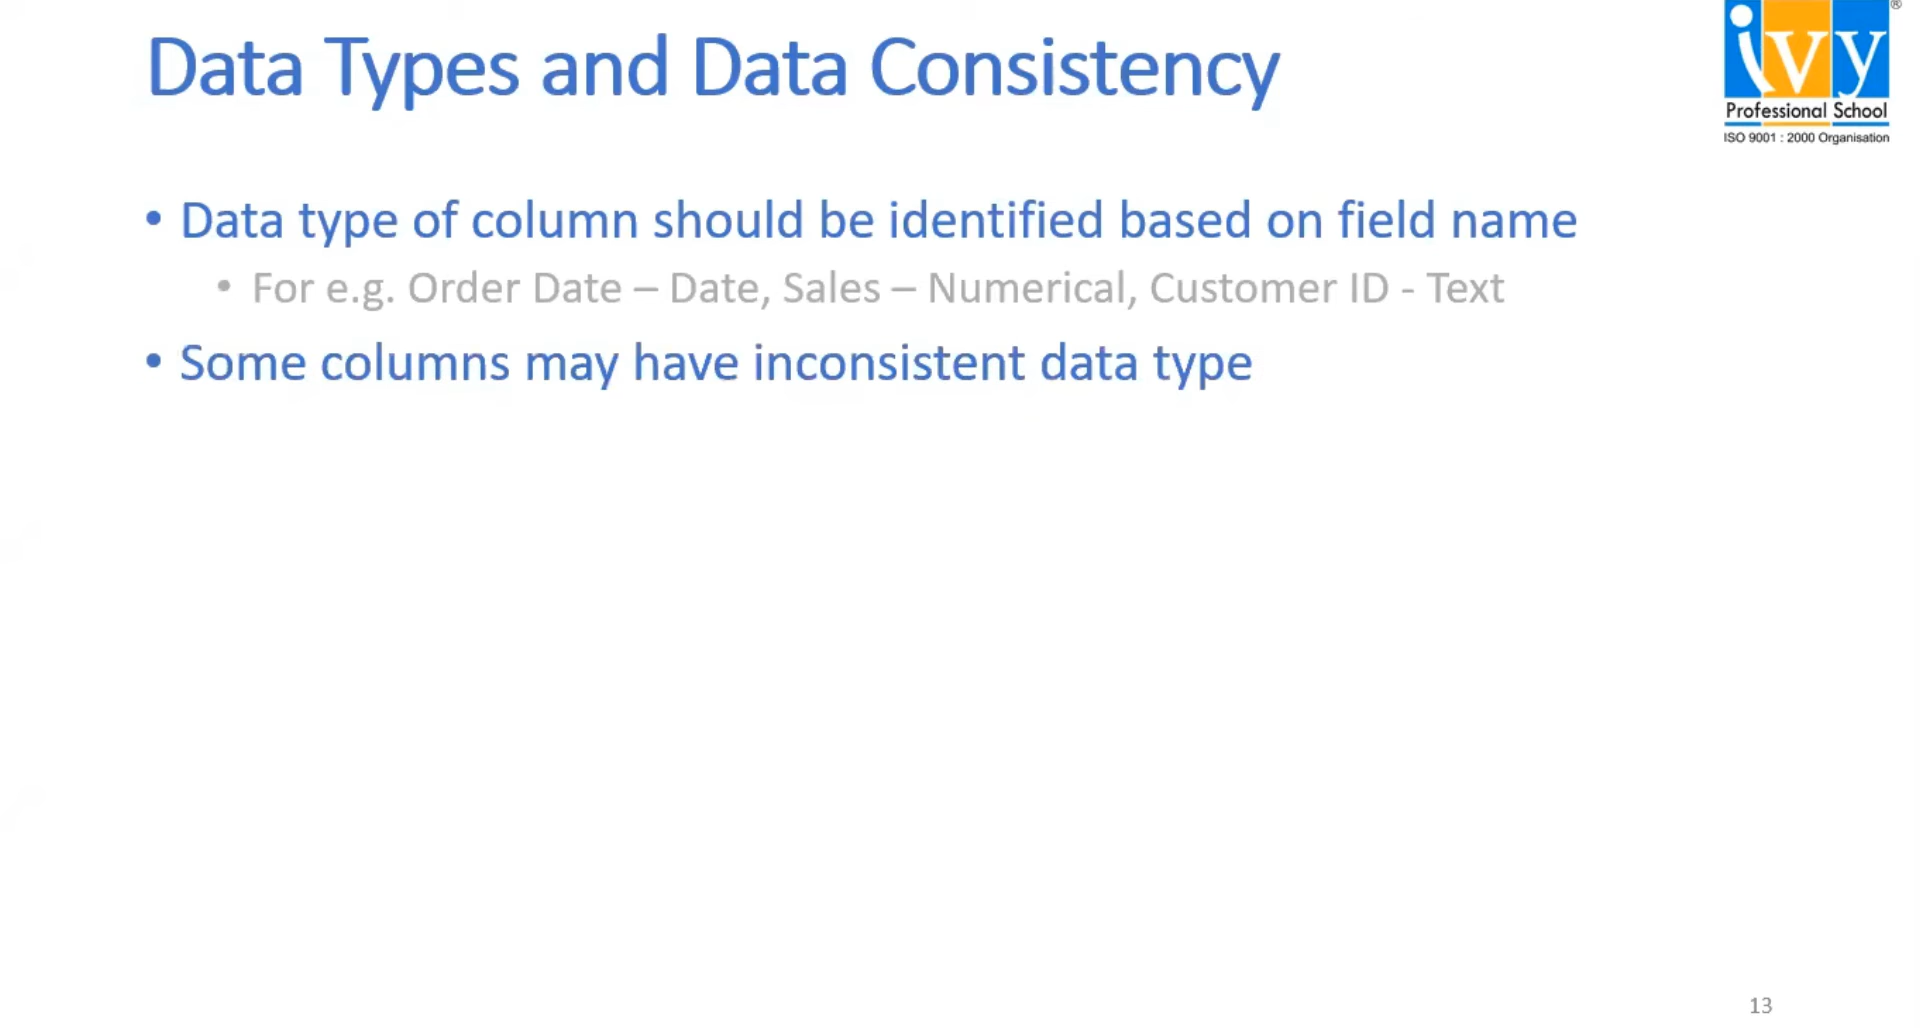 Data Types and Data Consistency
ivy
®
Professional School
ISO 9001 : 2000 Organisation
• Data type of column should be identified based on field name
• For e.g. Order Date – Date, Sales – Numerical, Customer ID - Text
• Some columns may have inconsistent data type
13